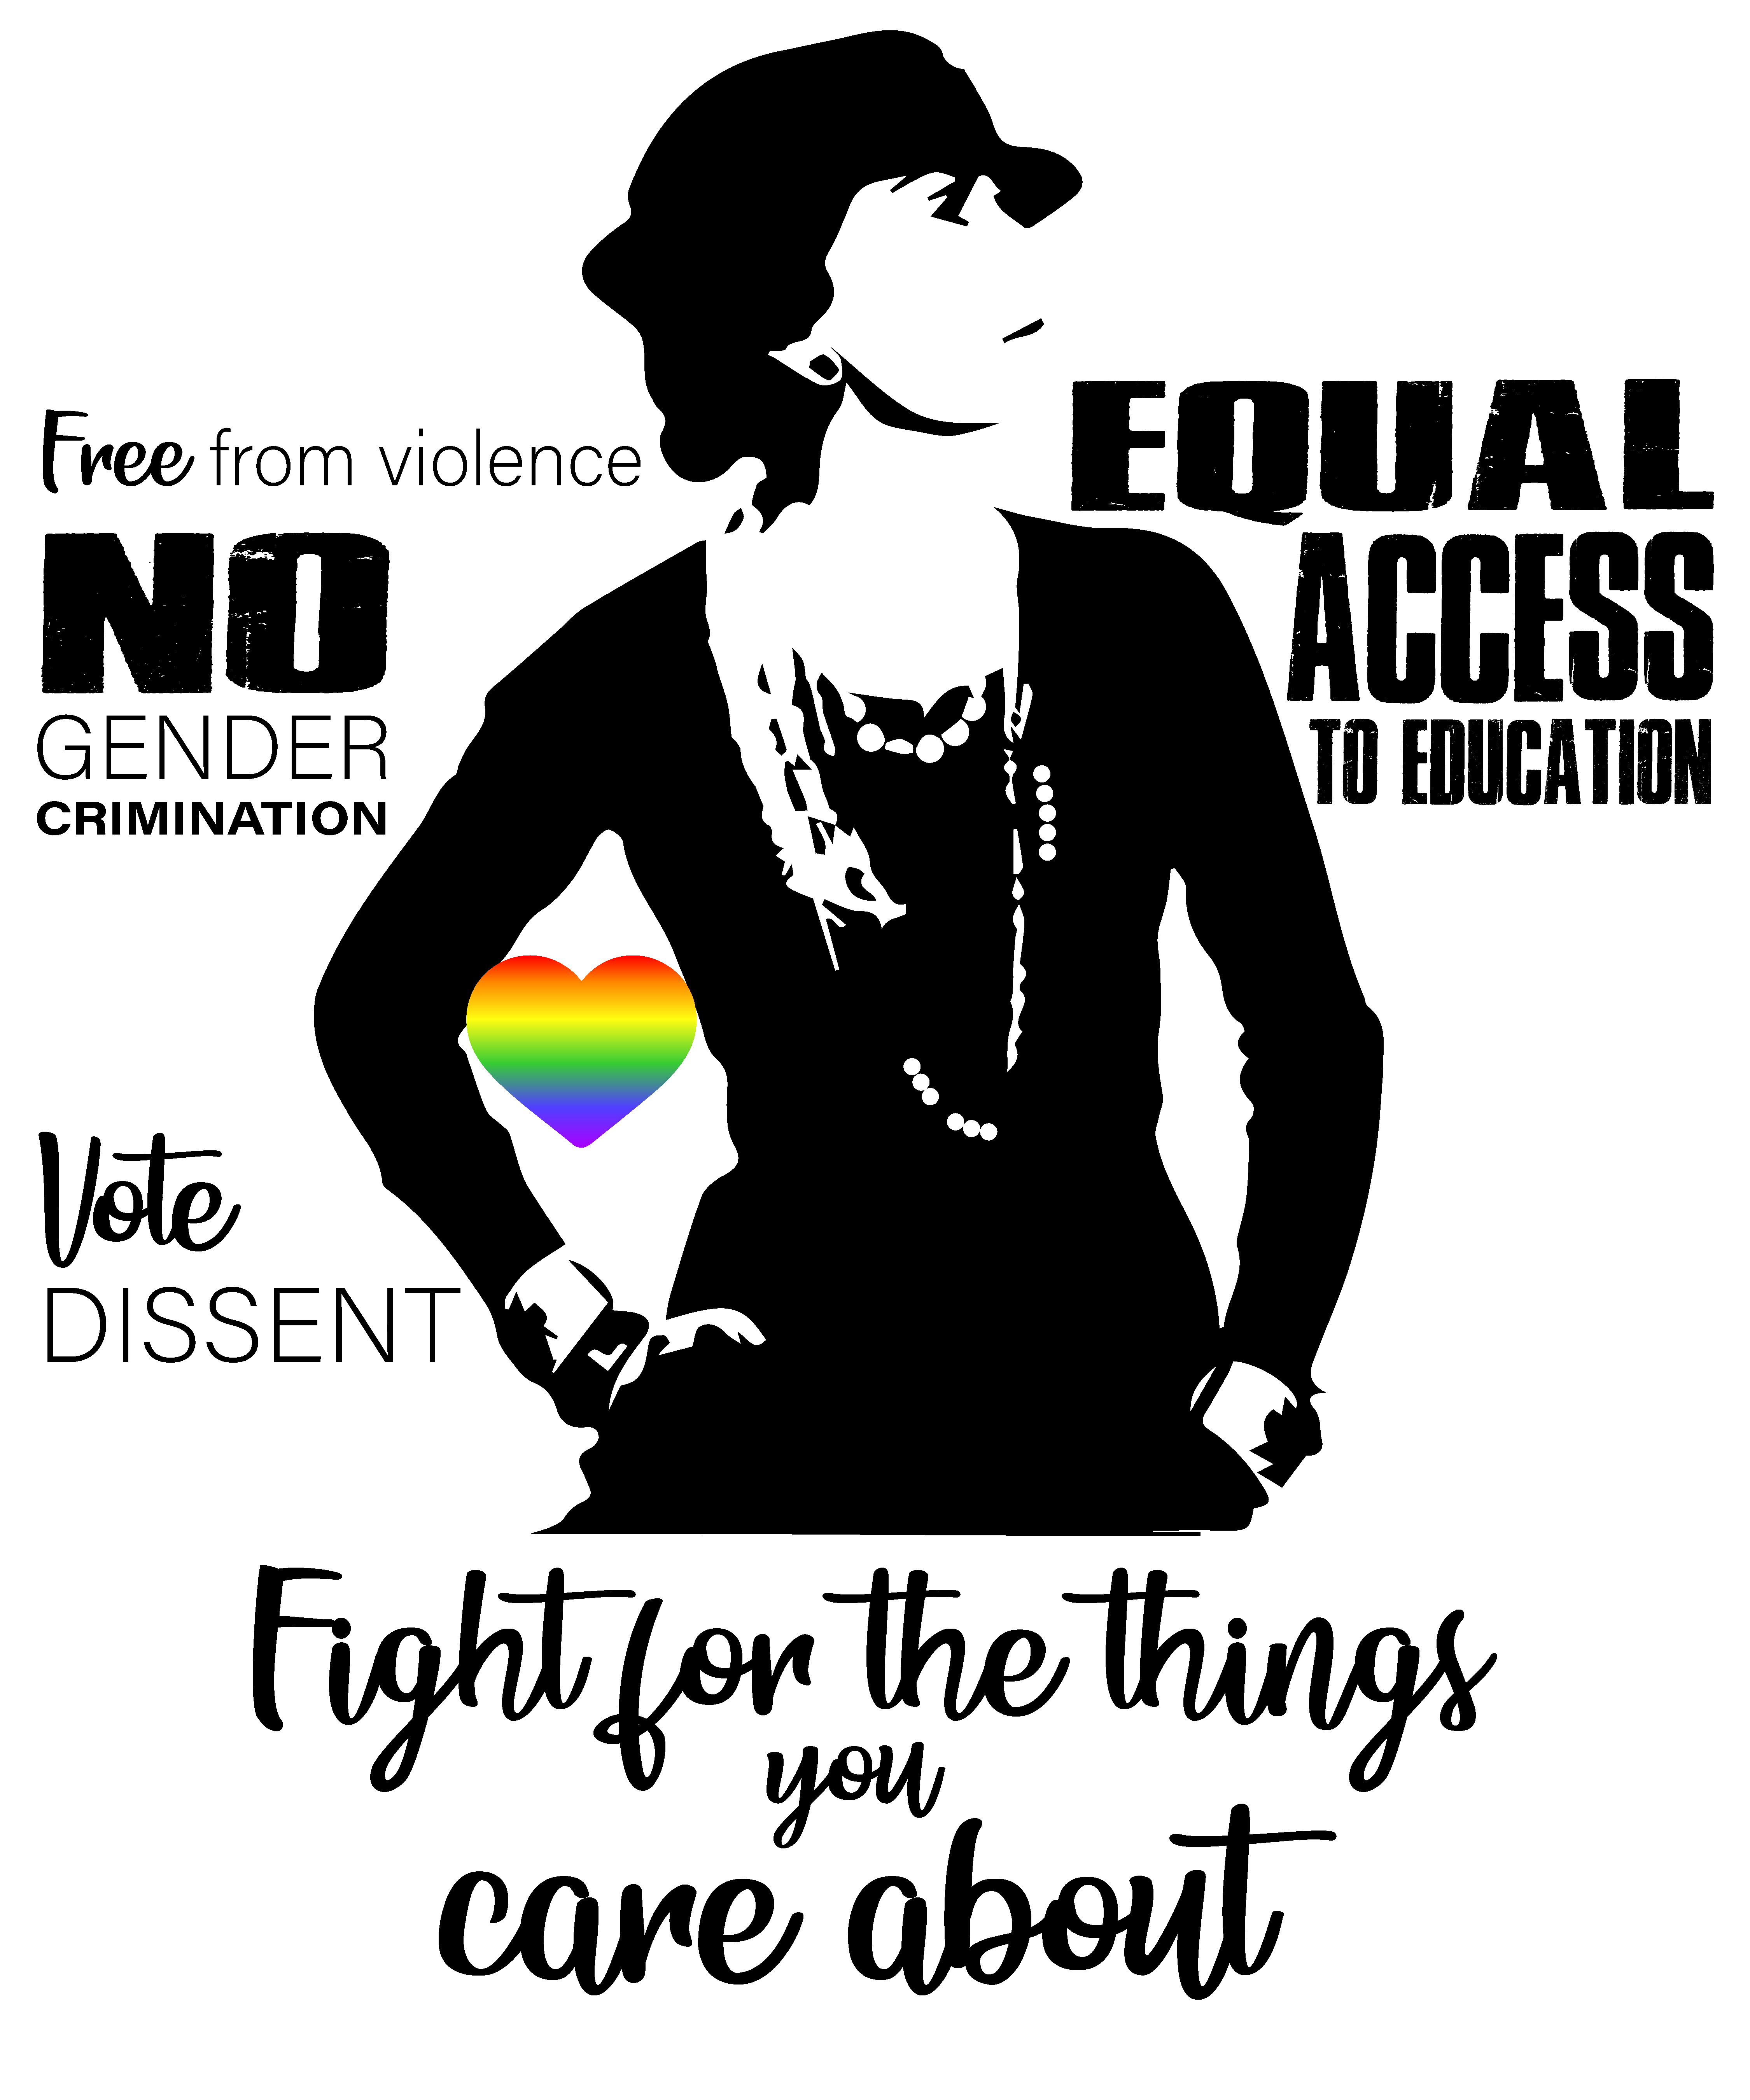 Free from violence
NO
GENDER
CRIMINATION
EQUAL
ACCESS
TO EDUCATION
Vote
DISSENT
Fight for the things
you
care about